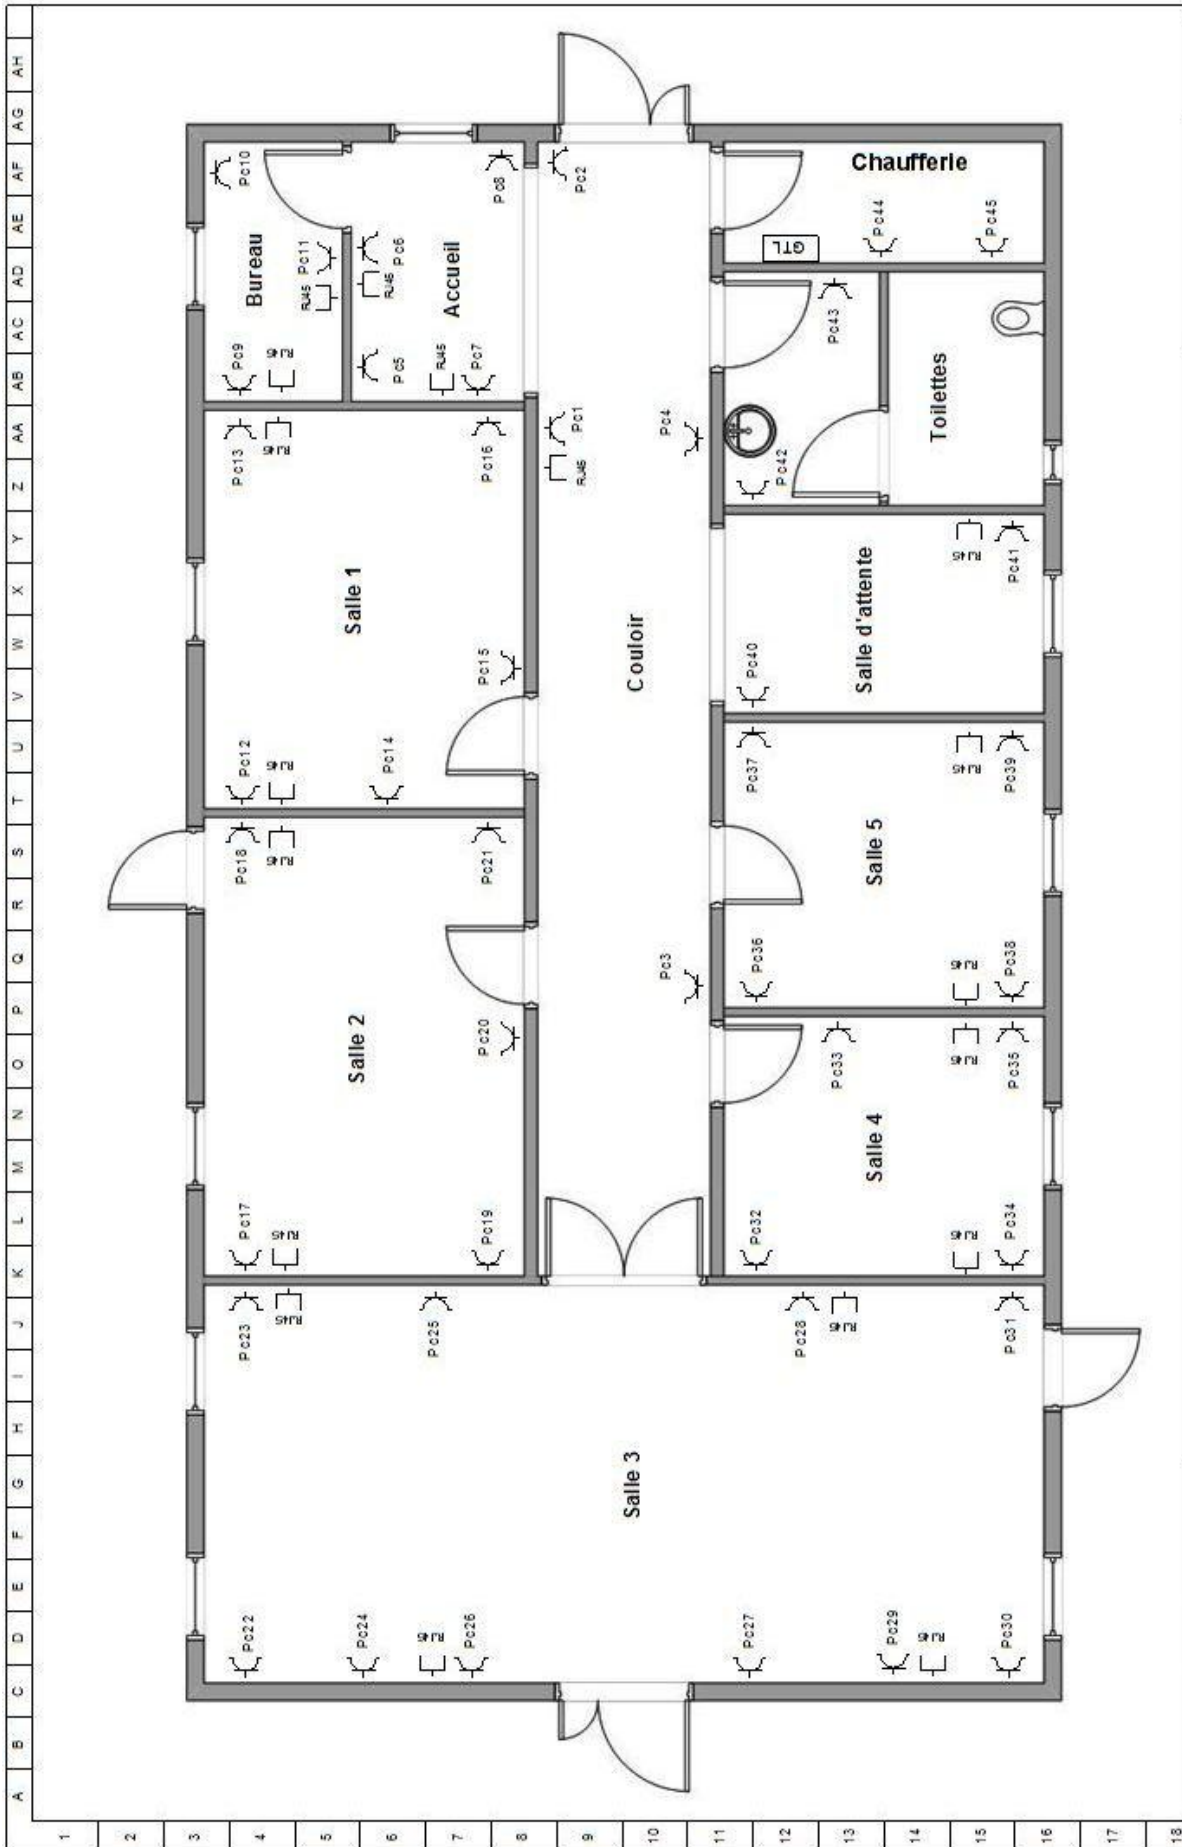 A B C D E F G H I J K L M N O P Q R S T U V W X Y Z AA AB AC AD AE AF AG AH
1
2
3
4
5
6
7
8
9
10
11
12
13
14
15
16
17
18
Pc22
Pc24
RJ45
Pc26
Pc23
RJ45
Pc25
Salle 3
Pc27
Pc29
RJ45
Pc30
Pc28
RJ45
Pc31
Pc17
RJ45
Pc19
Salle 2
Pc18
RJ45
Pc20
Pc21
Pc12
RJ45
Pc14
Salle 1
Pc13
RJ45
Pc15
Pc16
Pc9
RJ45
Bureau
Pc10
RJ45
Pc11
Pc5
RJ45
Pc6
Accueil
RJ45
Pc7
Pc8
RJ45
Pc1
Pc2
Couloir
Pc3
Pc4
Pc32
Pc33
Salle 4
RJ45
Pc34
RJ45
Pc35
Pc36
Pc37
Salle 5
RJ45
Pc38
RJ45
Pc39
Pc40
Salle d'attente
RJ45
Pc41
Pc42
Pc43
Toilettes
GTL
Chaufferie
Pc44
Pc45